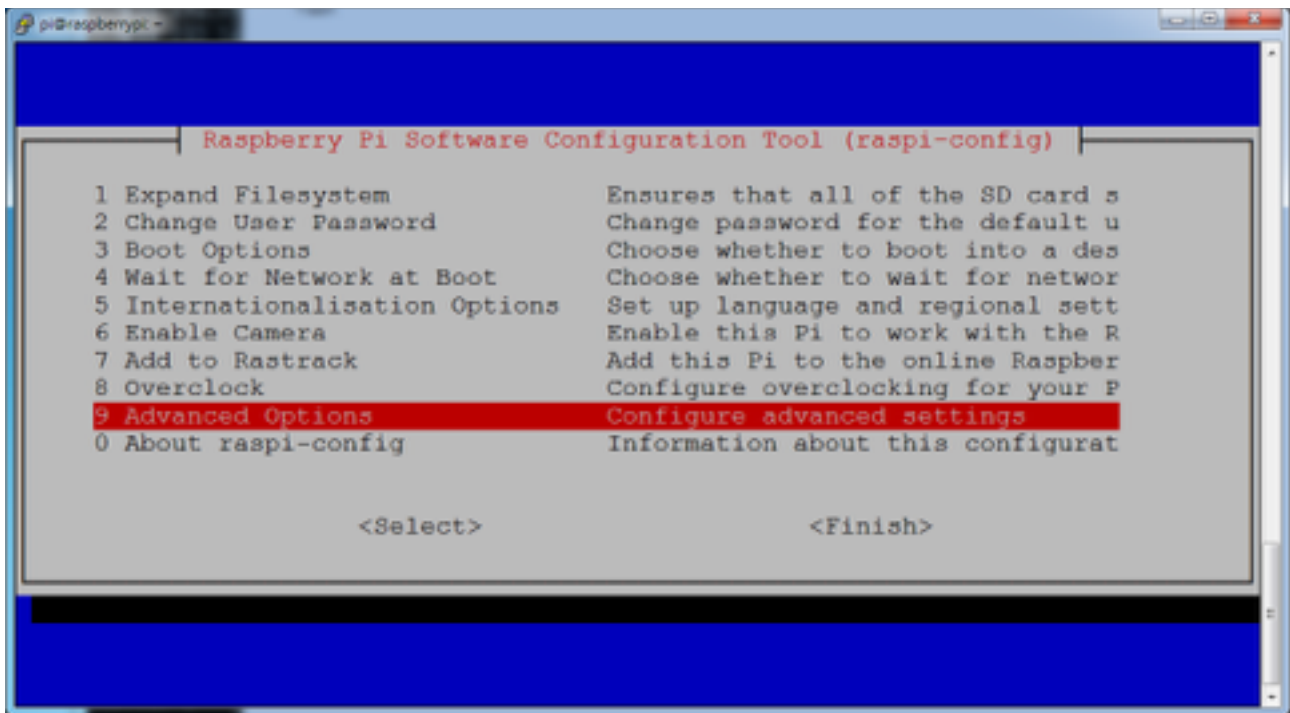 pi@raspberrypi: ~
Raspberry Pi Software Configuration Tool (raspi-config)
1 Expand Filesystem Ensures that all of the SD card s
2 Change User Password Change password for the default u
3 Boot Options Choose whether to boot into a des
4 Wait for Network at Boot Choose whether to wait for networ
5 Internationalisation Options Set up language and regional sett
6 Enable Camera Enable this Pi to work with the R
7 Add to Rastrack Add this Pi to the online Raspber
8 Overclock Configure overclocking for your P
9 Advanced Options Configure advanced settings
0 About raspi-config Information about this configurat
<Select> <Finish>